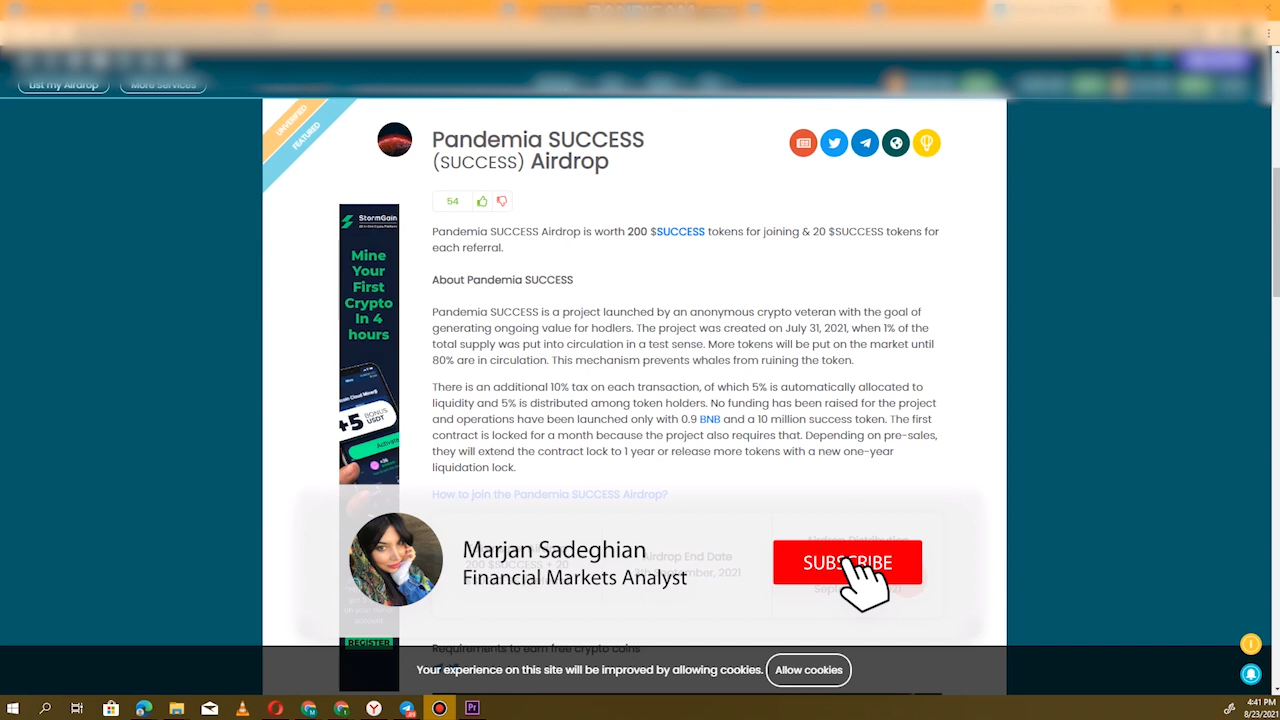 List my Airdrop
More Services
UNVERIFIED
FEATURED
Pandemia SUCCESS
(SUCCESS) Airdrop
54
Pandemia SUCCESS Airdrop is worth 200 $SUCCESS tokens for joining & 20 $SUCCESS tokens for
each referral.
About Pandemia SUCCESS
Pandemia SUCCESS is a project launched by an anonymous crypto veteran with the goal of
generating ongoing value for hodlers. The project was created on July 31, 2021, when 1% of the
total supply was put into circulation in a test sense. More tokens will be put on the market until
80% are in circulation. This mechanism prevents whales from ruining the token.
There is an additional 10% tax on each transaction, of which 5% is automatically allocated to
liquidity and 5% is distributed among token holders. No funding has been raised for the project
and operations have been launched only with 0.9 BNB and a 10 million success token. The first
contract is locked for a month because the project also requires that. Depending on pre-sales,
they will extend the contract lock to 1 year or release more tokens with a new one-year
liquidation lock.
How to join the Pandemia SUCCESS Airdrop?
StormGain
Mine
Your
First
Crypto
In 4
hours
BONUS
USDT
Marjan Sadeghian
Financial Markets Analyst
SUBSCRIBE
200 $SUCCESS + 20
Airdrop End Date
September, 2021
Airdrop Distribution
account.
REGISTER
Requirements to earn free crypto coins
Your experience on this site will be improved by allowing cookies.
Allow cookies
4:41 PM
8/23/2021